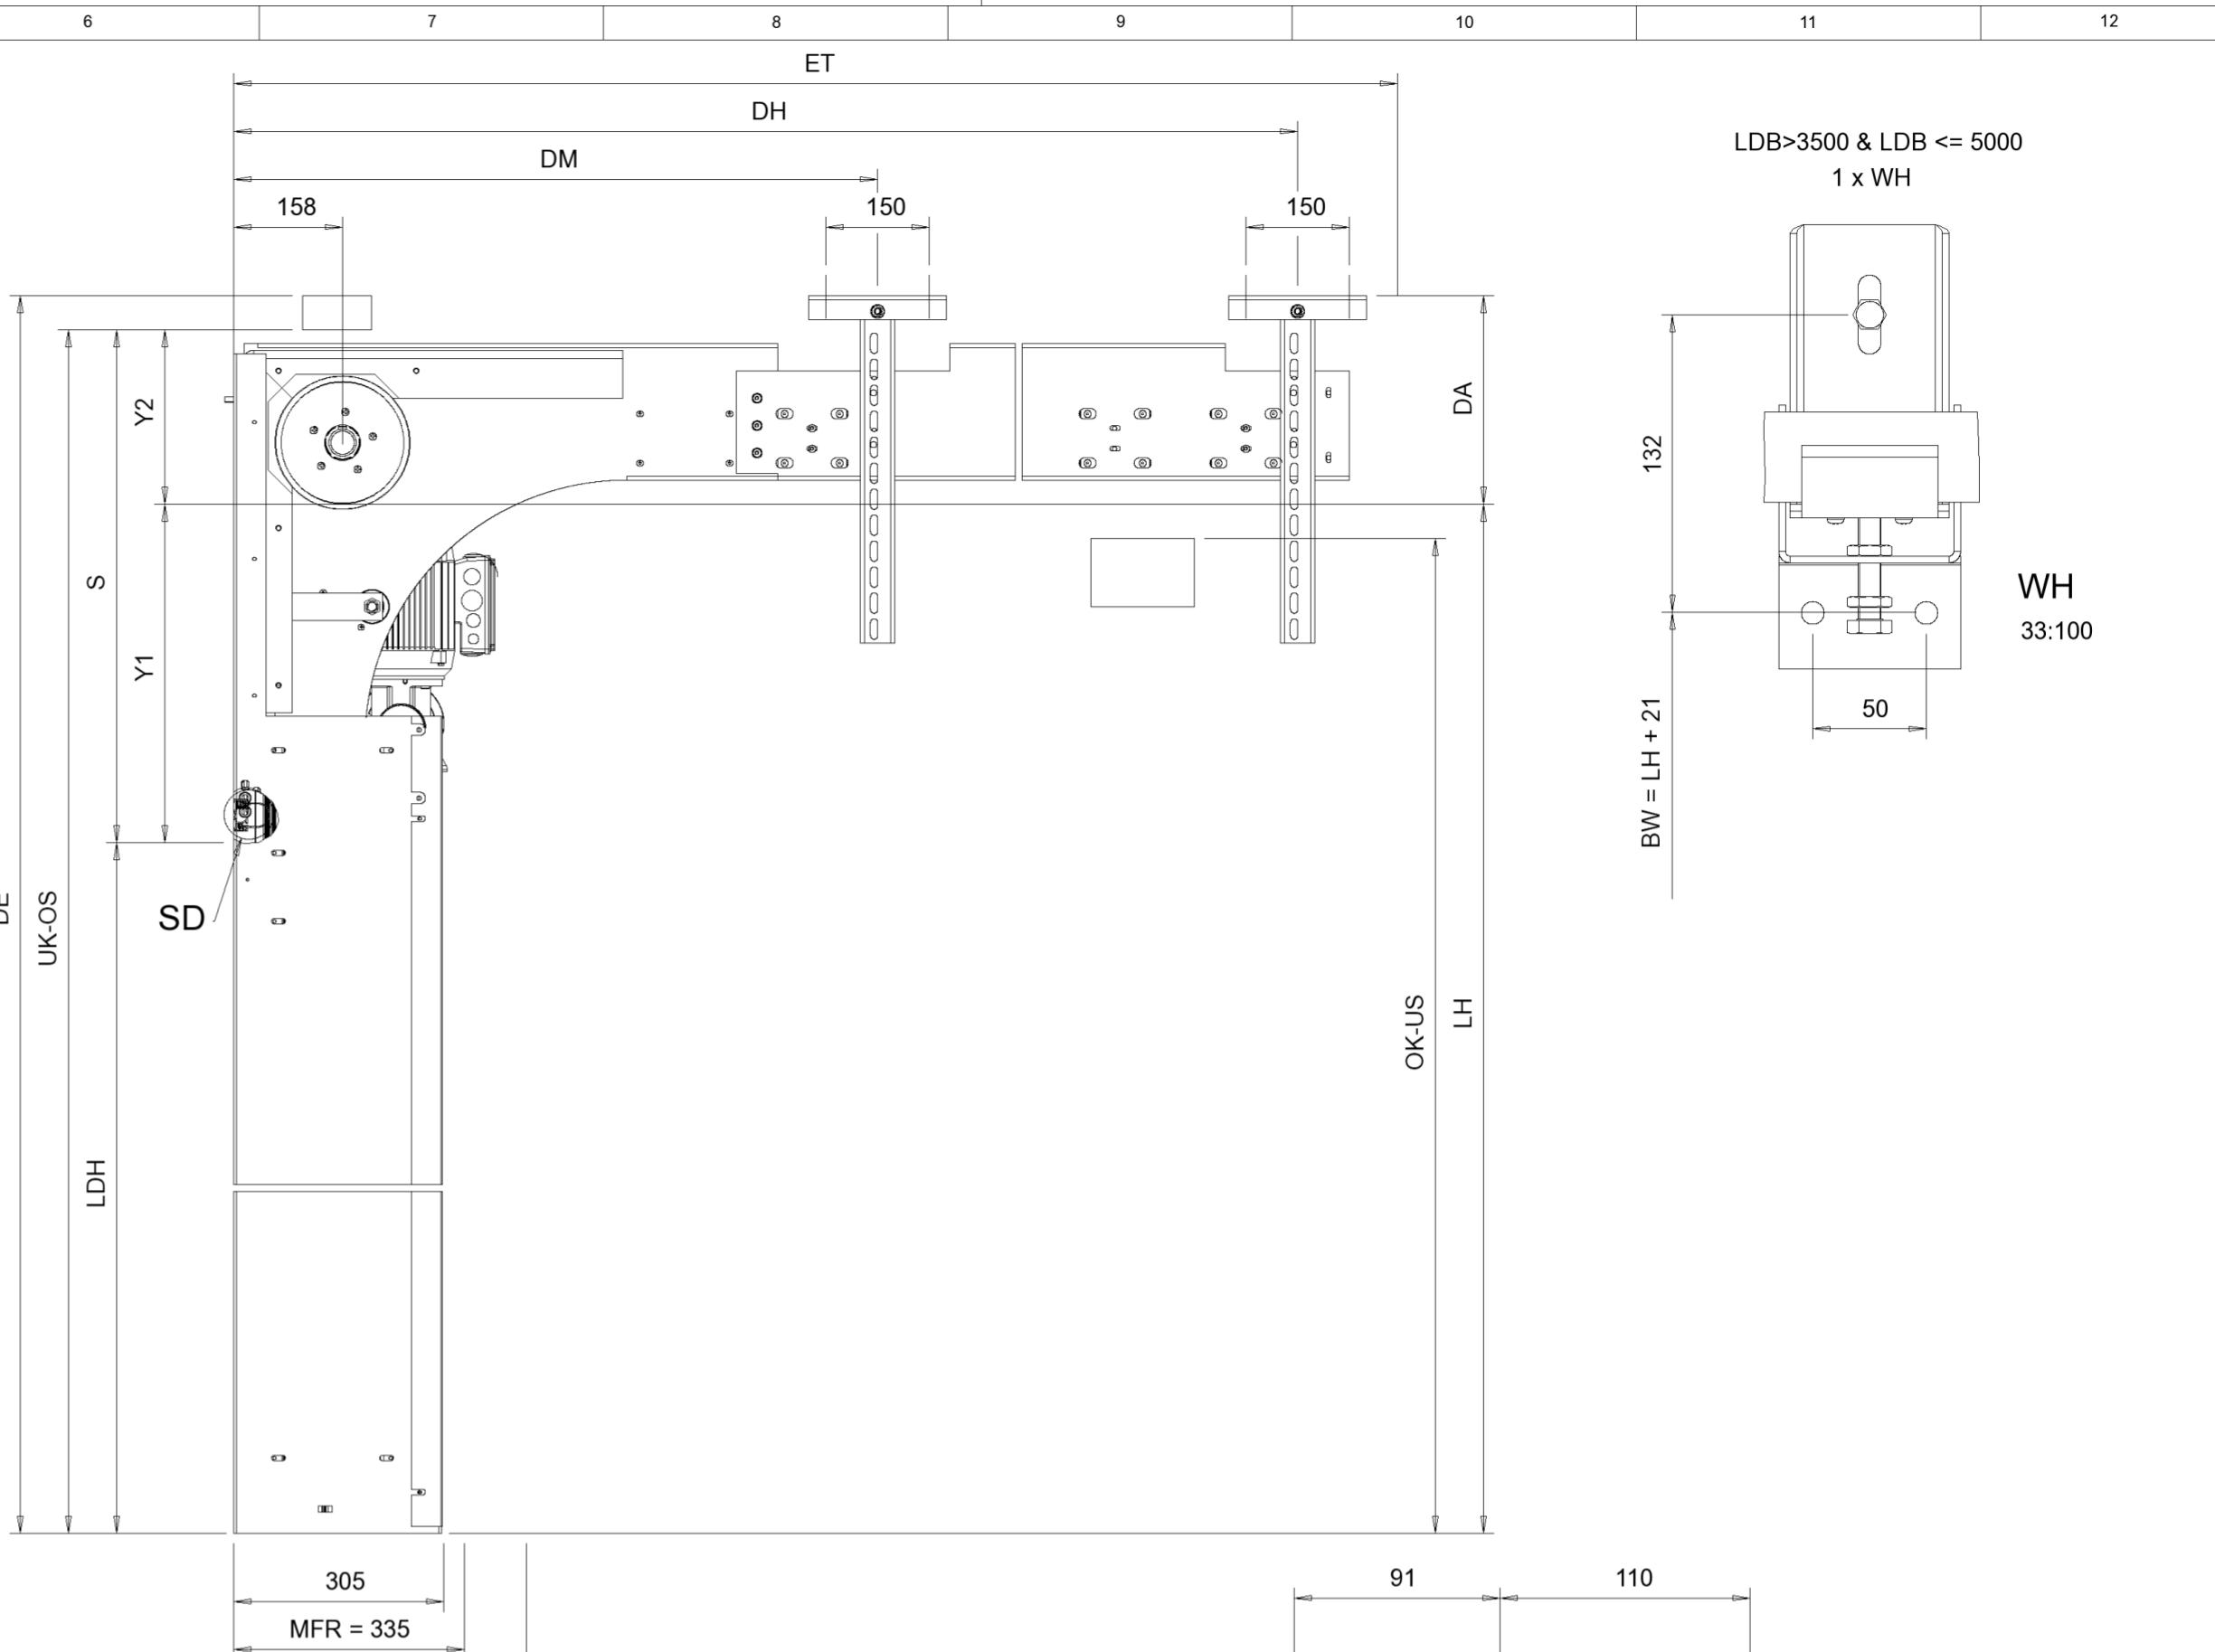 6 7 8 9 10 11 12
ET
DH
DM
158
150
150
LDB>3500 & LDB <= 5000
1 x WH
Y2
DA
132
S
WH
33:100
Y1
50
BW = LH + 21
DE
UK-OS
SD
OK-US
LH
LDH
305
91
110
MFR = 335